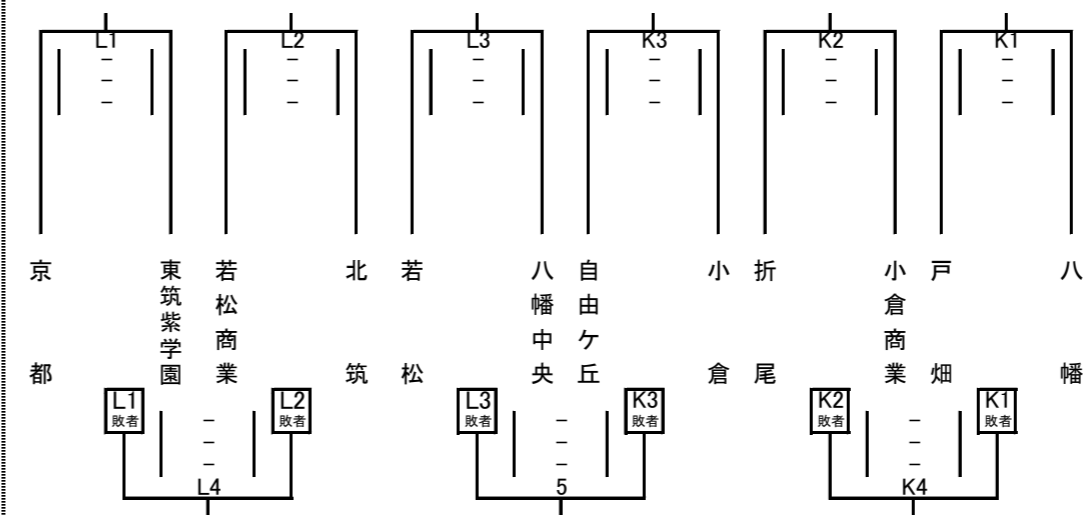 L1 L2 L3 K3 K2 K1
– – – – – –
– – – – – –
– – – – – –
京都 東筑紫学園 若松商業 北筑 若松 八幡中央 自由ケ丘 小倉 折尾 小倉商業 戸畑 八幡
L1 L2 L3 K3 K2 K1
敗者 敗者 敗者 敗者 敗者 敗者
– – –
– – –
– – –
L4 5 K4